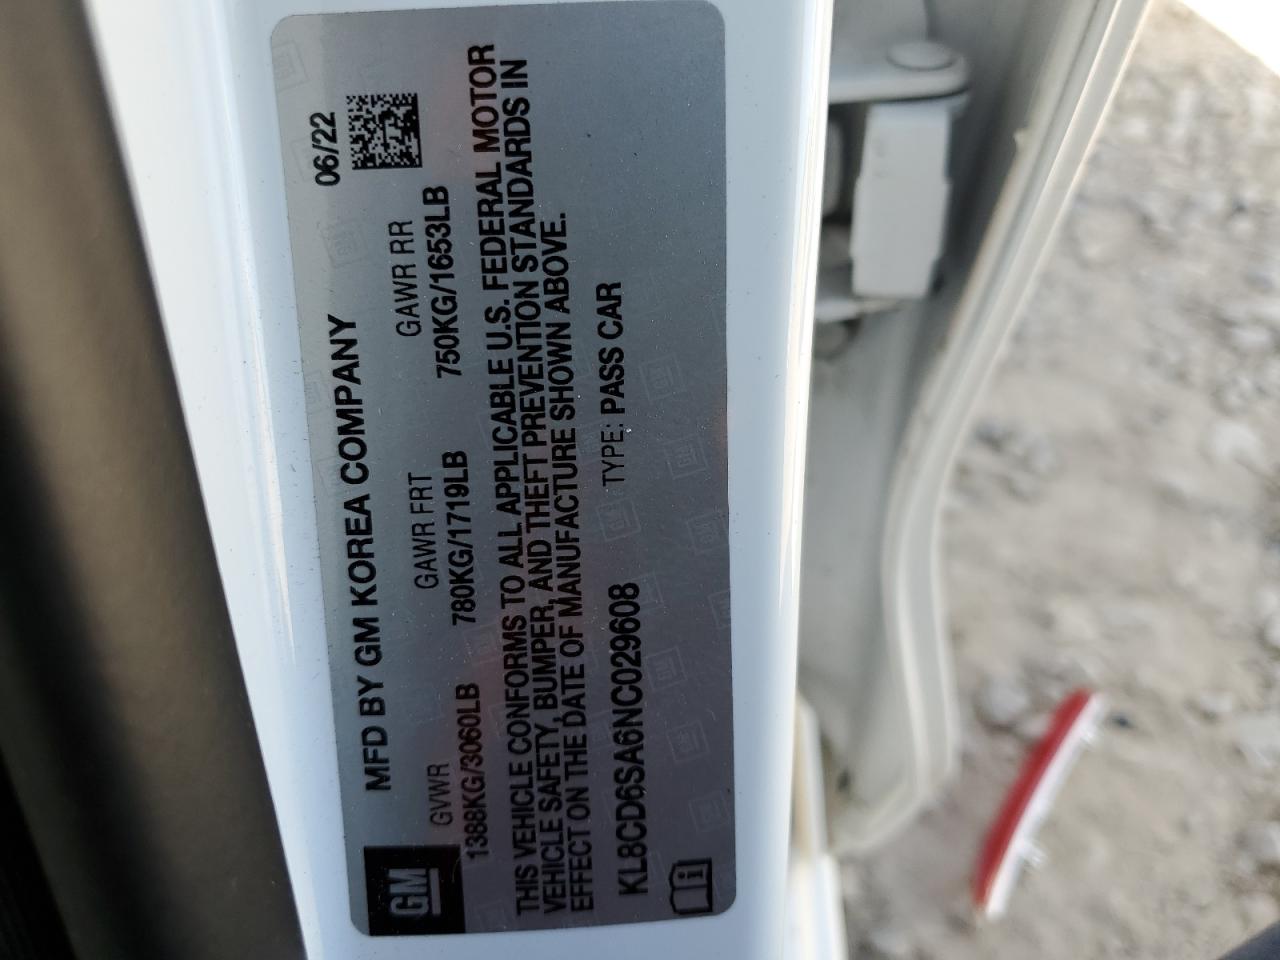 MFD BY GM KOREA COMPANY 06/22
GM
GVWR GAWR FRT GAWR RR
1388KG/3060LB 780KG/1719LB 750KG/1653LB
THIS VEHICLE CONFORMS TO ALL APPLICABLE U.S. FEDERAL MOTOR
VEHICLE SAFETY, BUMPER, AND THEFT PREVENTION STANDARDS IN
EFFECT ON THE DATE OF MANUFACTURE SHOWN ABOVE.
KL8CD6SA6NC029608 TYPE: PASS CAR